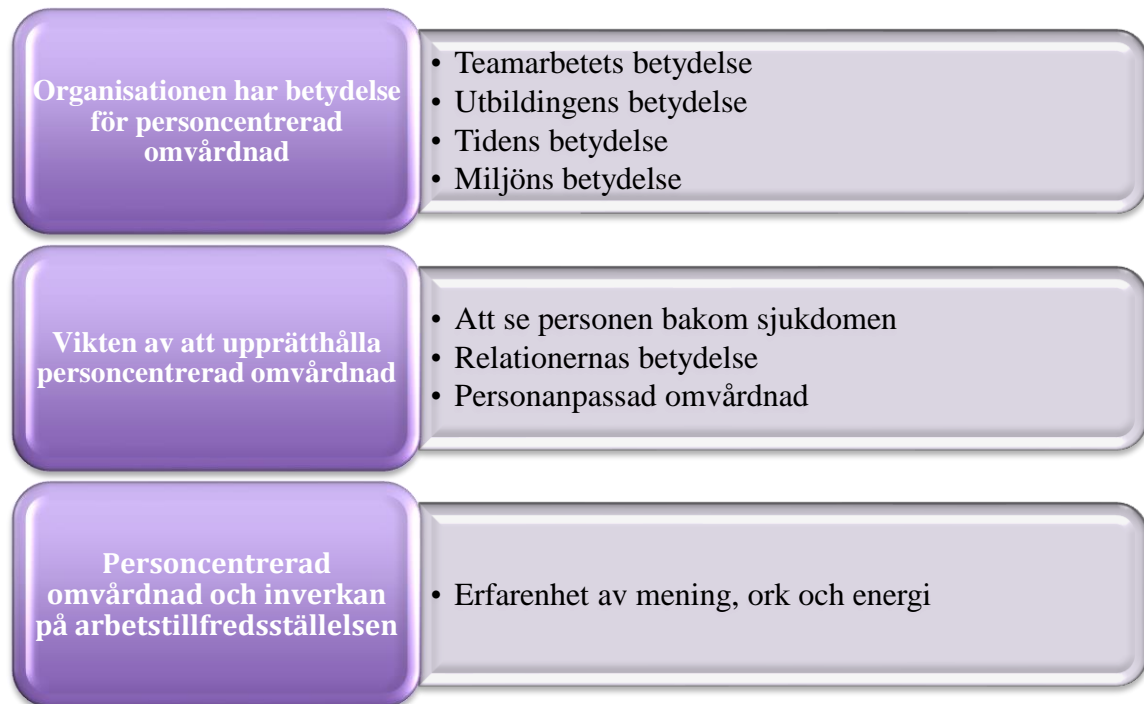 Organisationen har betydelse
för personcentrerad
omvårdnad
• Teamarbetets betydelse
• Utbildingens betydelse
• Tidens betydelse
• Miljöns betydelse
Vikten av att upprätthålla
personcentrerad omvårdnad
• Att se personen bakom sjukdomen
• Relationernas betydelse
• Personanpassad omvårdnad
Personcentrerad
omvårdnad och inverkan
på arbetstillfredsställelsen
• Erfarenhet av mening, ork och energi